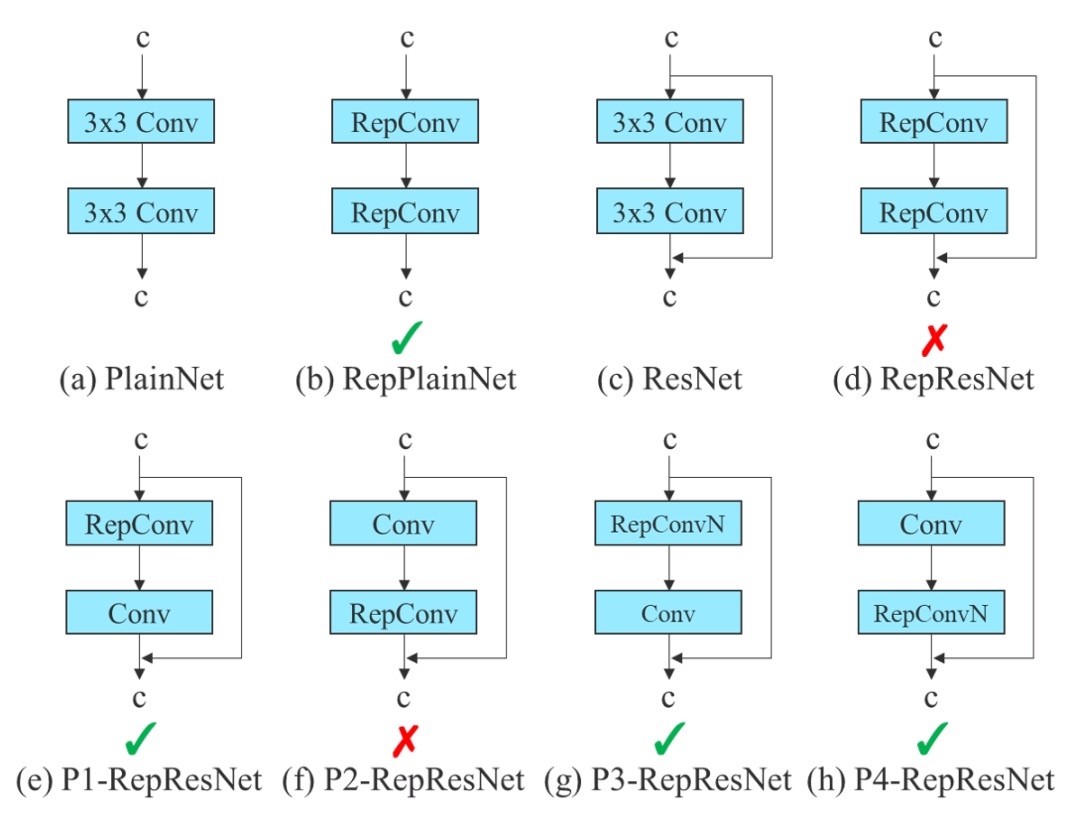 c c c c
3x3 Conv RepConv 3x3 Conv RepConv
3x3 Conv RepConv 3x3 Conv RepConv
c c c c
(a) PlainNet (b) RepPlainNet (c) ResNet (d) RepResNet
c c c c
RepConv Conv RepConvN Conv
Conv RepConv Conv RepConvN
c c c c
(e) P1-RepResNet (f) P2-RepResNet (g) P3-RepResNet (h) P4-RepResNet